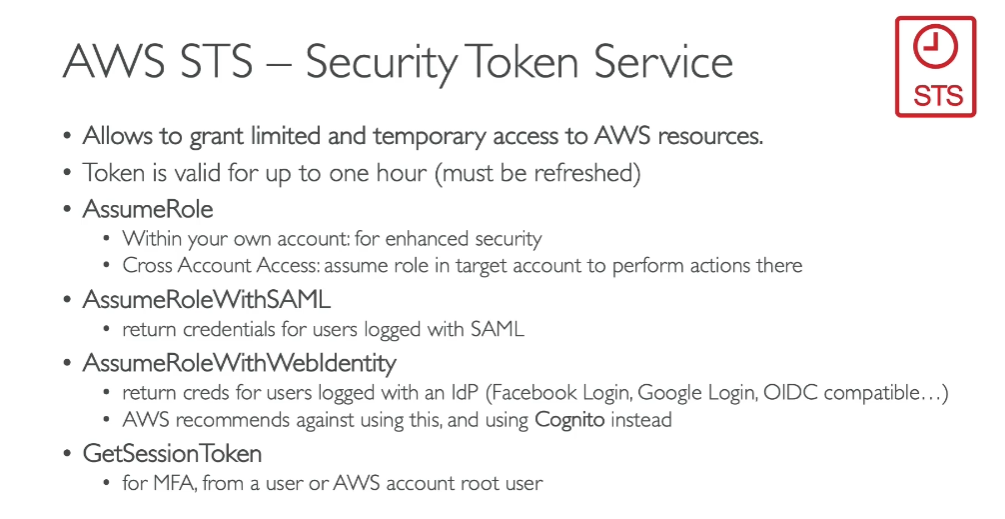 AWS STS – Security Token Service
STS
• Allows to grant limited and temporary access to AWS resources.
• Token is valid for up to one hour (must be refreshed)
• AssumeRole
• Within your own account: for enhanced security
• Cross Account Access: assume role in target account to perform actions there
• AssumeRoleWithSAML
• return credentials for users logged with SAML
• AssumeRoleWithWebIdentity
• return creds for users logged with an IdP (Facebook Login, Google Login, OIDC compatible…)
• AWS recommends against using this, and using Cognito instead
• GetSessionToken
• for MFA, from a user or AWS account root user